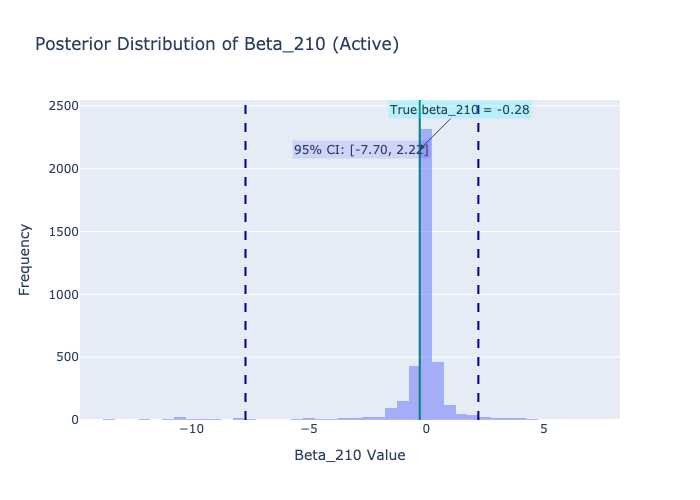 Posterior Distribution of Beta_210 (Active)
True beta_210 = -0.28
95% CI: [-7.70, 2.22]
2500
2000
1500
1000
500
0
Frequency
−10
−5
0
5
Beta_210 Value